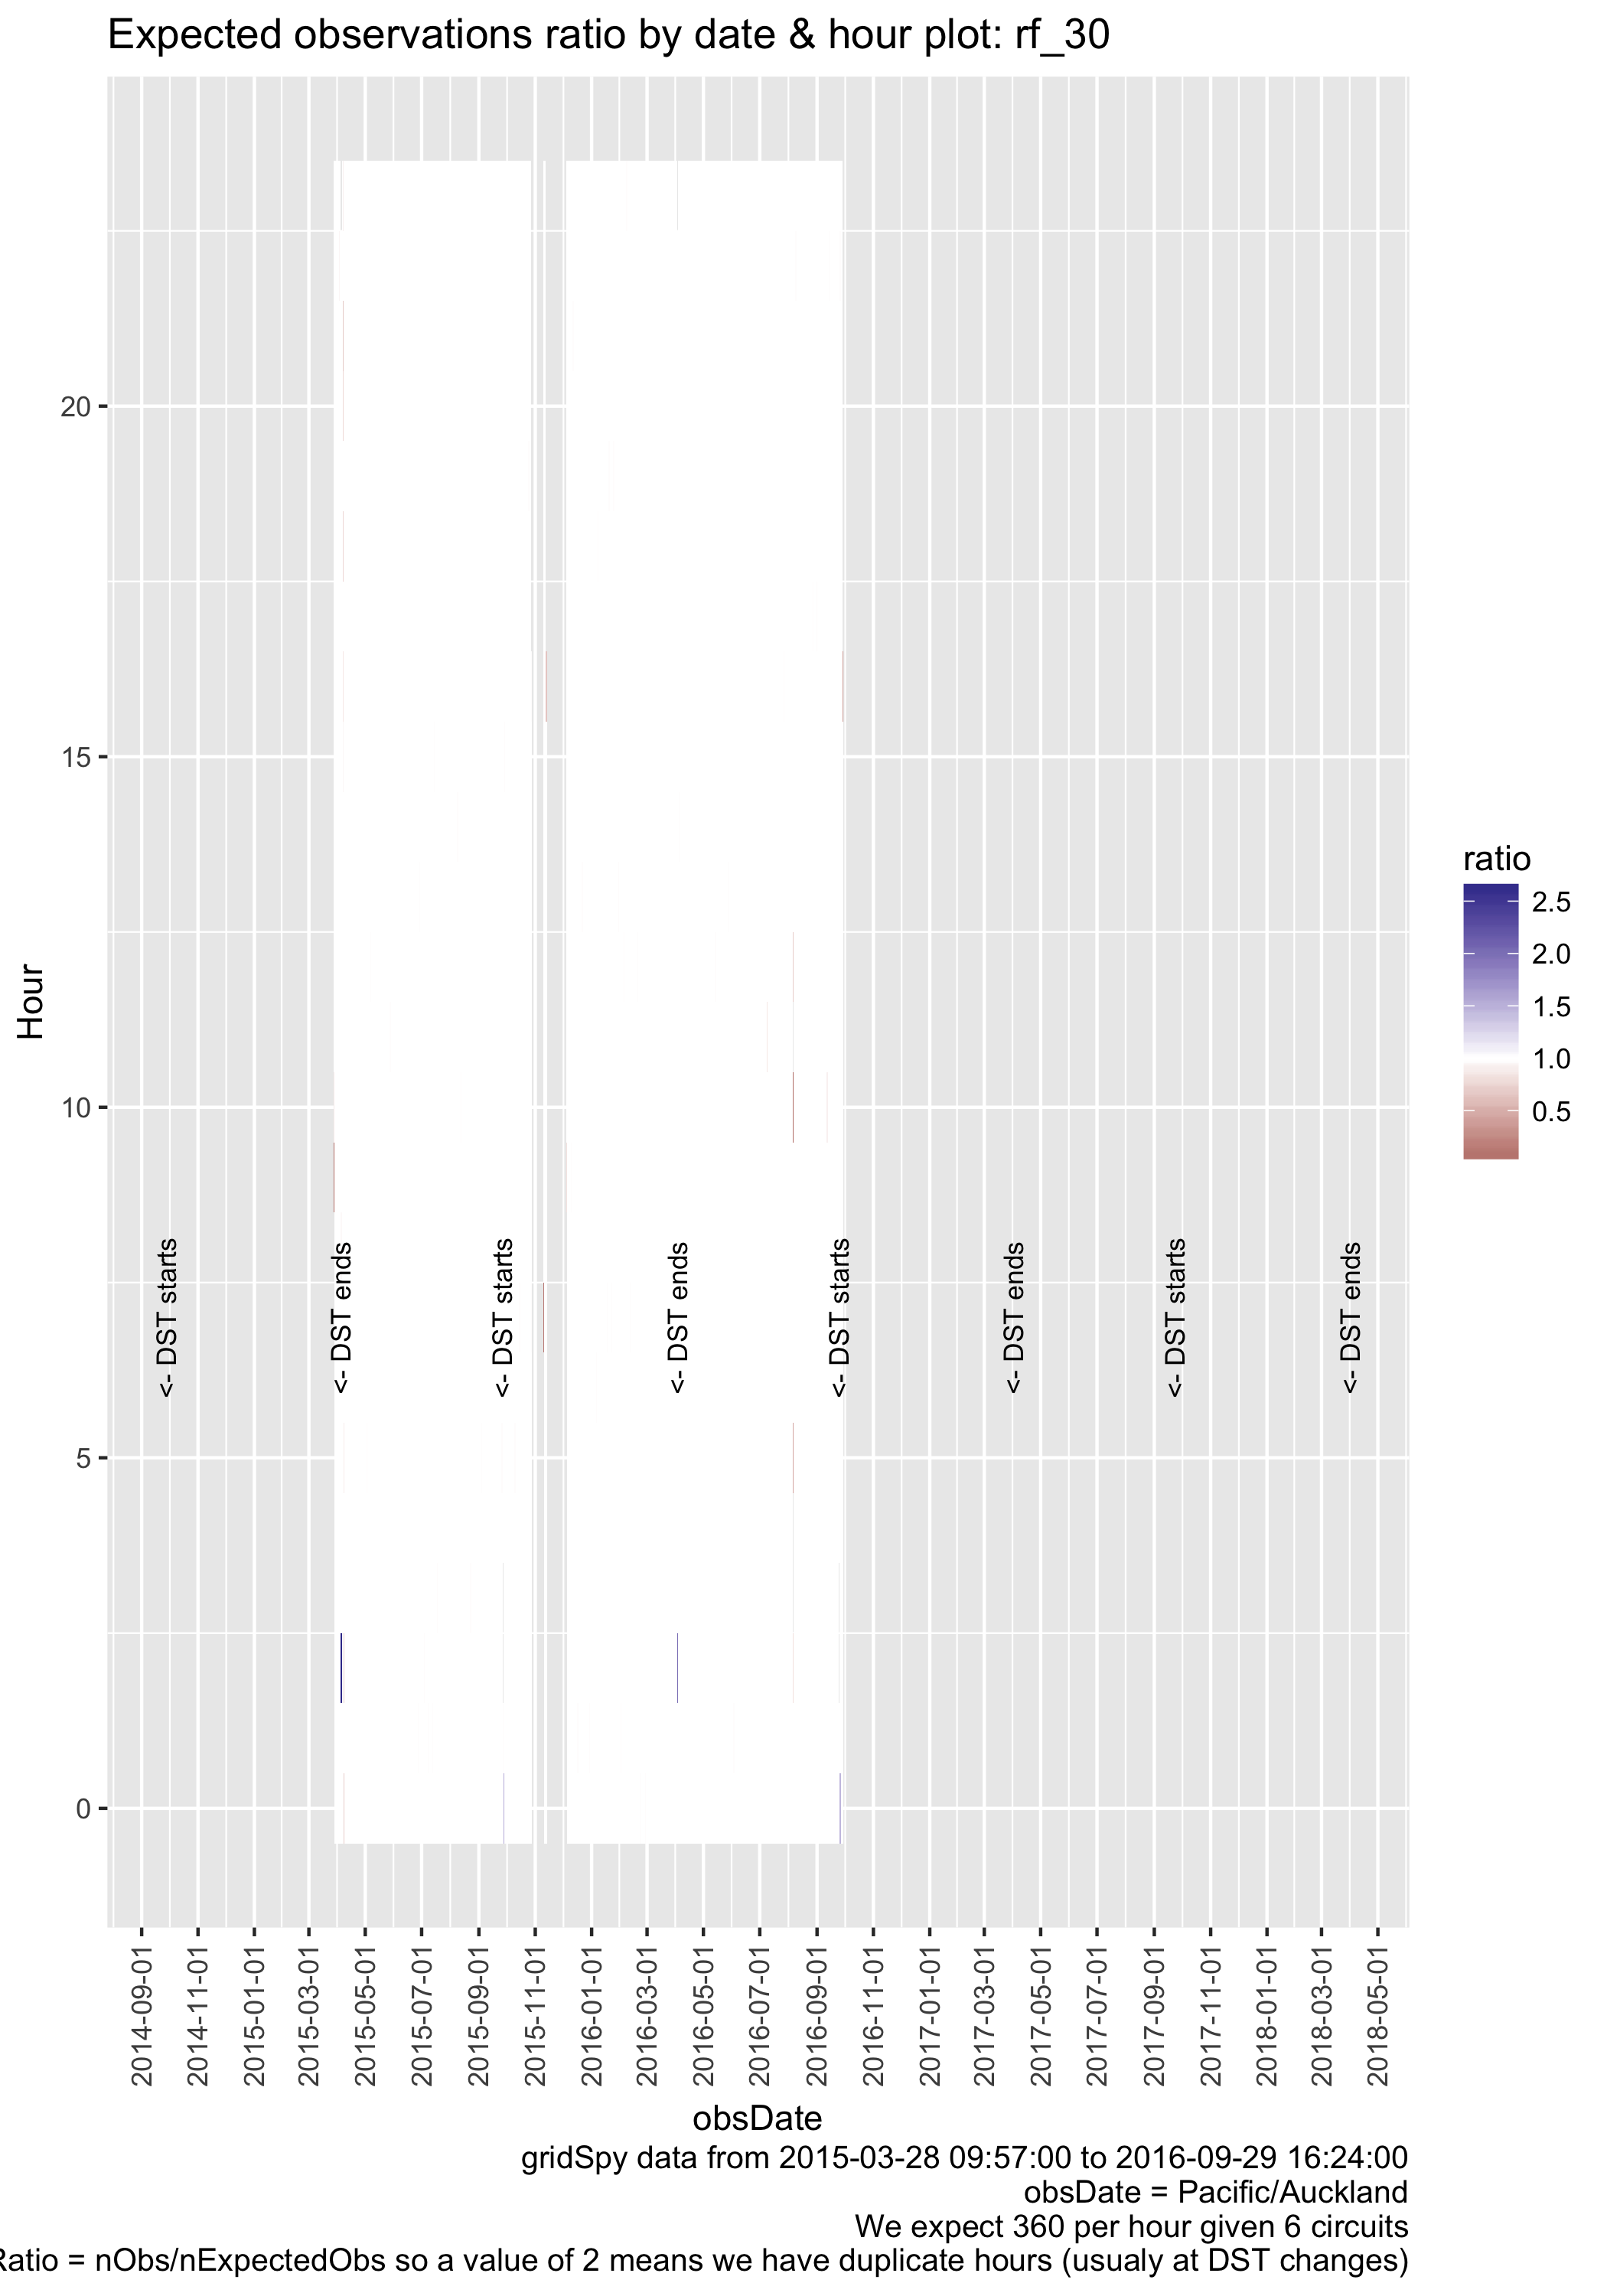 Expected observations ratio by date & hour plot: rf_30
Hour
20
15
10
5
0
<- DST starts
<- DST ends
<- DST starts
<- DST ends
<- DST starts
<- DST ends
<- DST starts
<- DST ends
ratio
2.5
2.0
1.5
1.0
0.5
2014-09-01
2014-11-01
2015-01-01
2015-03-01
2015-05-01
2015-07-01
2015-09-01
2015-11-01
2016-01-01
2016-03-01
2016-05-01
2016-07-01
2016-09-01
2016-11-01
2017-01-01
2017-03-01
2017-05-01
2017-07-01
2017-09-01
2017-11-01
2018-01-01
2018-03-01
2018-05-01
obsDate
gridSpy data from 2015-03-28 09:57:00 to 2016-09-29 16:24:00
obsDate = Pacific/Auckland
We expect 360 per hour given 6 circuits
Ratio = nObs/nExpectedObs so a value of 2 means we have duplicate hours (usualy at DST changes)